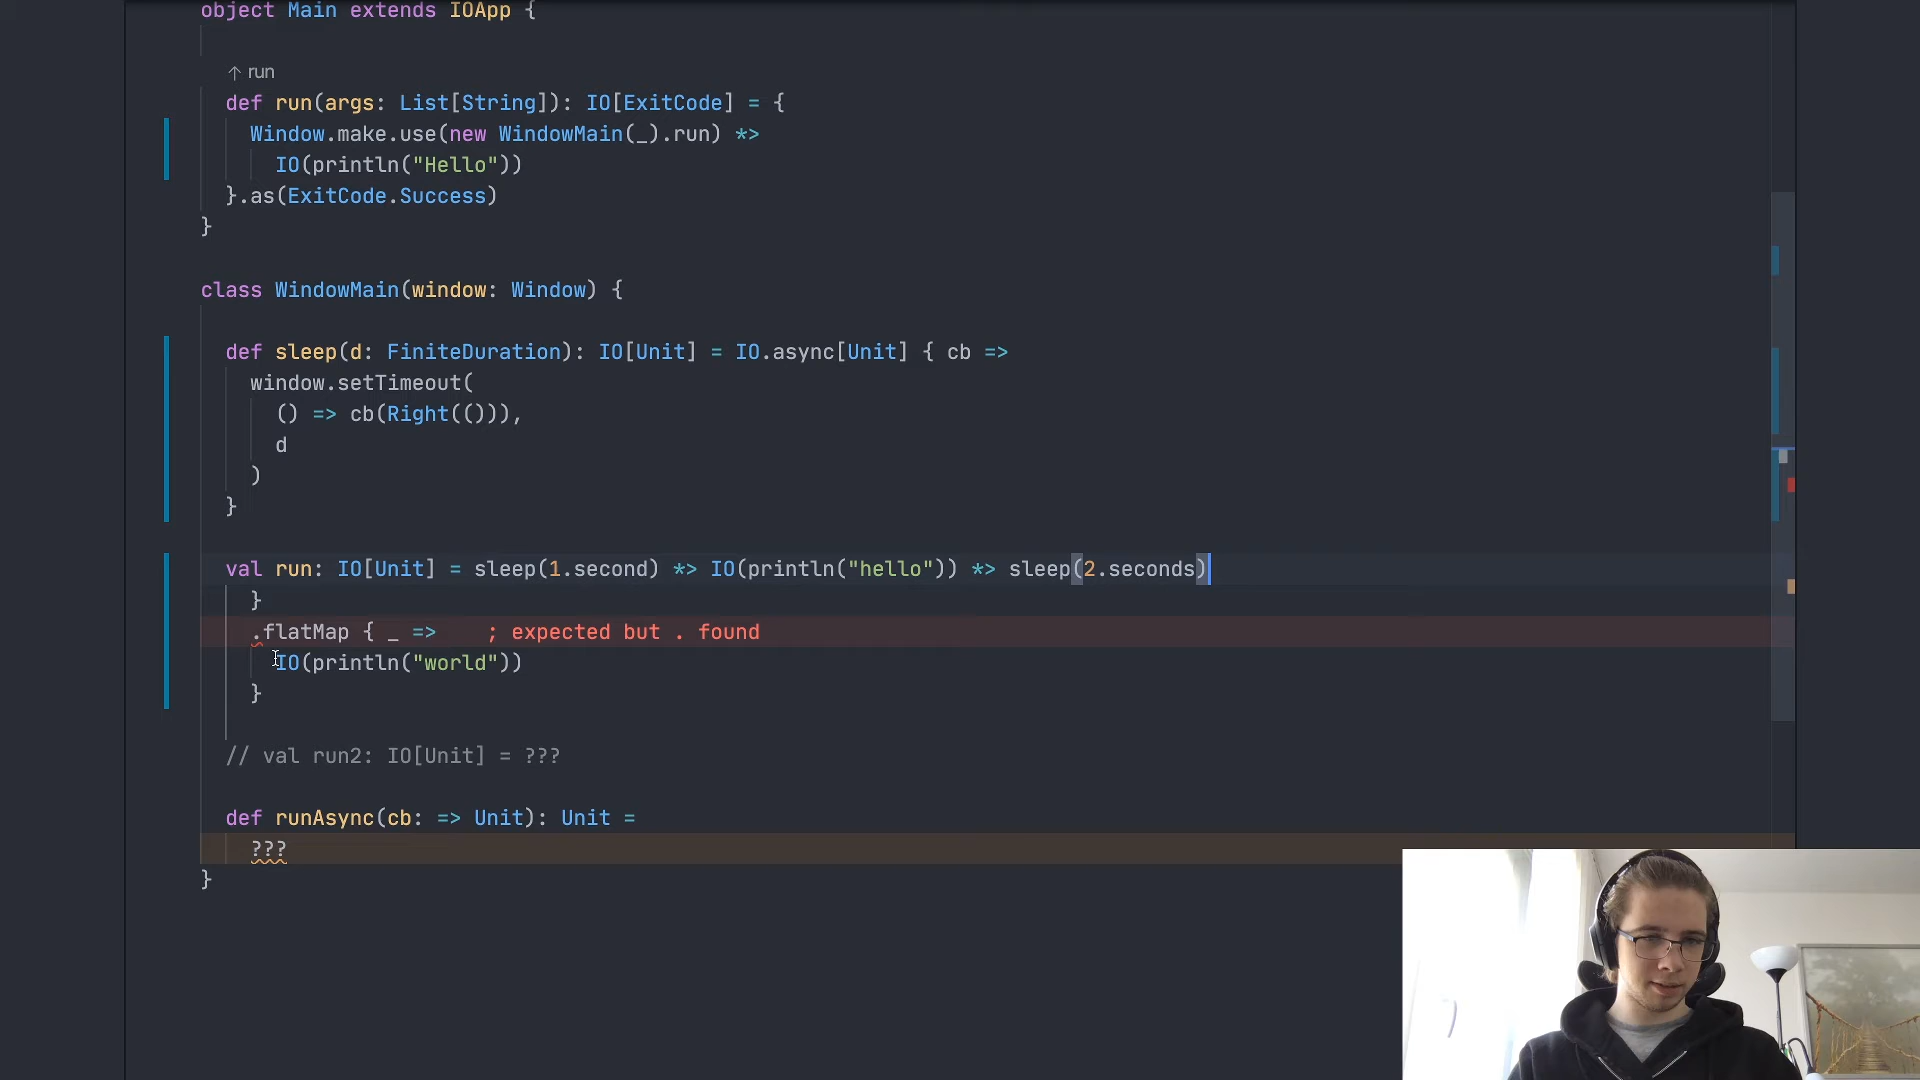 object Main extends IOApp {
↑ run
def run(args: List[String]): IO[ExitCode] = {
Window.make.use(new WindowMain(_).run) *>
IO(println("Hello"))
}.as(ExitCode.Success)
}
class WindowMain(window: Window) {
def sleep(d: FiniteDuration): IO[Unit] = IO.async[Unit] { cb =>
window.setTimeout(
() => cb(Right(())),
d
)
}
val run: IO[Unit] = sleep(1.second) *> IO(println("hello")) *> sleep(2.seconds)
}
.flatMap { _ => ; expected but . found
IO(println("world"))
}
// val run2: IO[Unit] = ???
def runAsync(cb: => Unit): Unit =
???
}